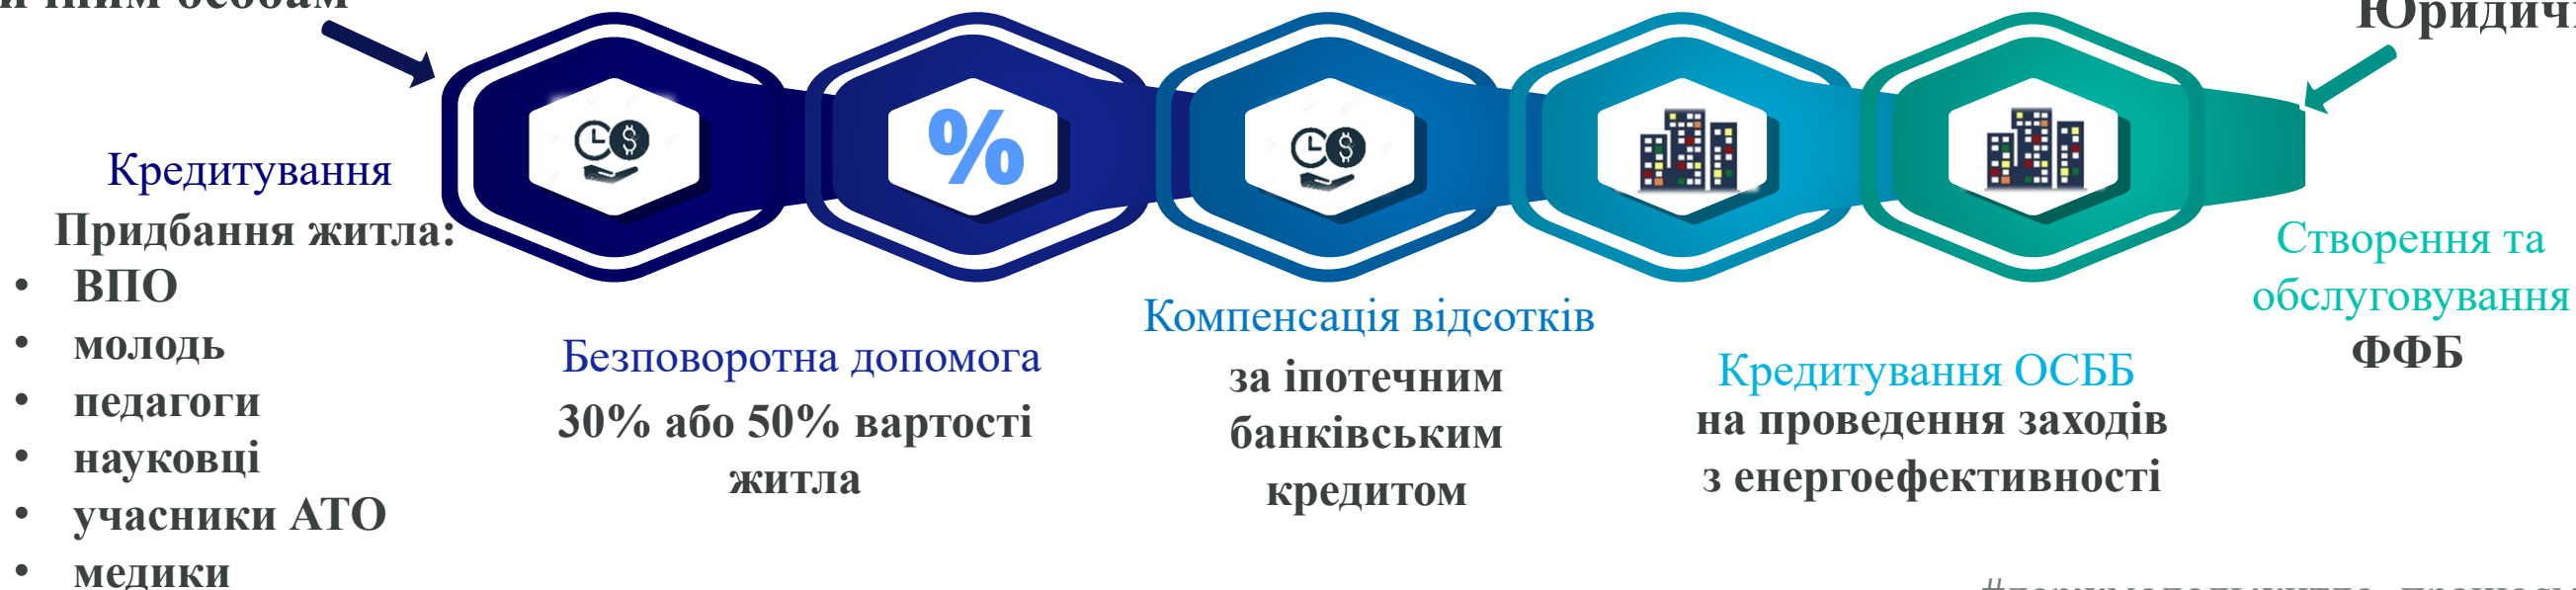 особам
Кредитування
Придбання житла:
• ВПО
• молодь
• педагоги
• науковці
• учасники АТО
• медики
%
Безповоротна допомога
30% або 50% вартості
житла
Компенсація відсотків
за іпотечним
банківським
кредитом
Кредитування ОСББ
на проведення заходів
з енергоефективності
Створення та
обслуговування
ФФБ